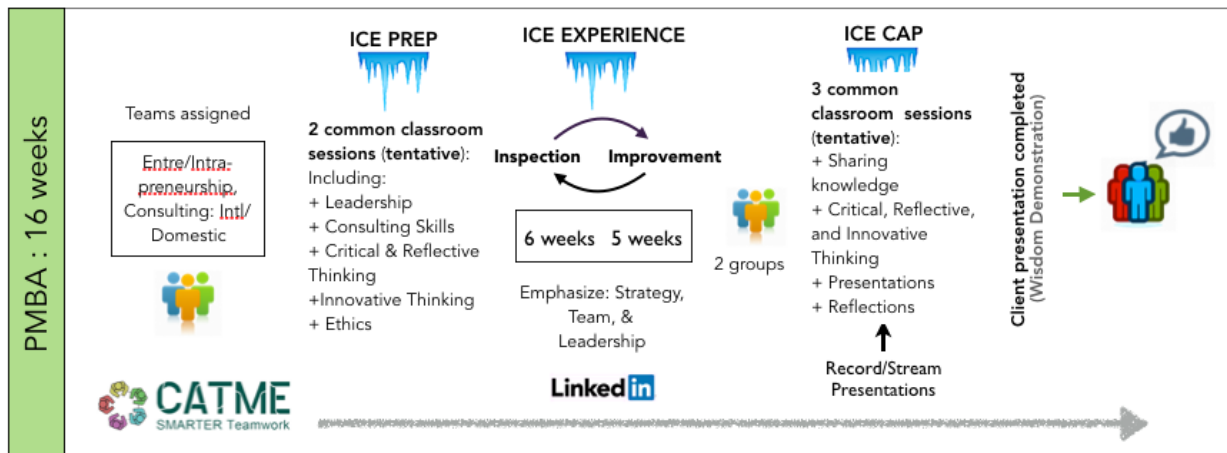 PMBA : 16 weeks
Teams assigned
Entre/Intra-
preneurship,
Consulting: Intl/
Domestic
CATME
SMARTER Teamwork
ICE PREP
2 common classroom
sessions (tentative):
Including:
+ Leadership
+ Consulting Skills
+ Critical & Reflective
Thinking
+Innovative Thinking
+ Ethics
ICE EXPERIENCE
Inspection
Improvement
6 weeks 5 weeks
Emphasize: Strategy,
Team, &
Leadership
Linked in
2 groups
ICE CAP
3 common
classroom sessions
(tentative):
+ Sharing
knowledge
+ Critical, Reflective,
and Innovative
Thinking
+ Presentations
+ Reflections
Record/Stream
Presentations
Client presentation completed
(Wisdom Demonstration)